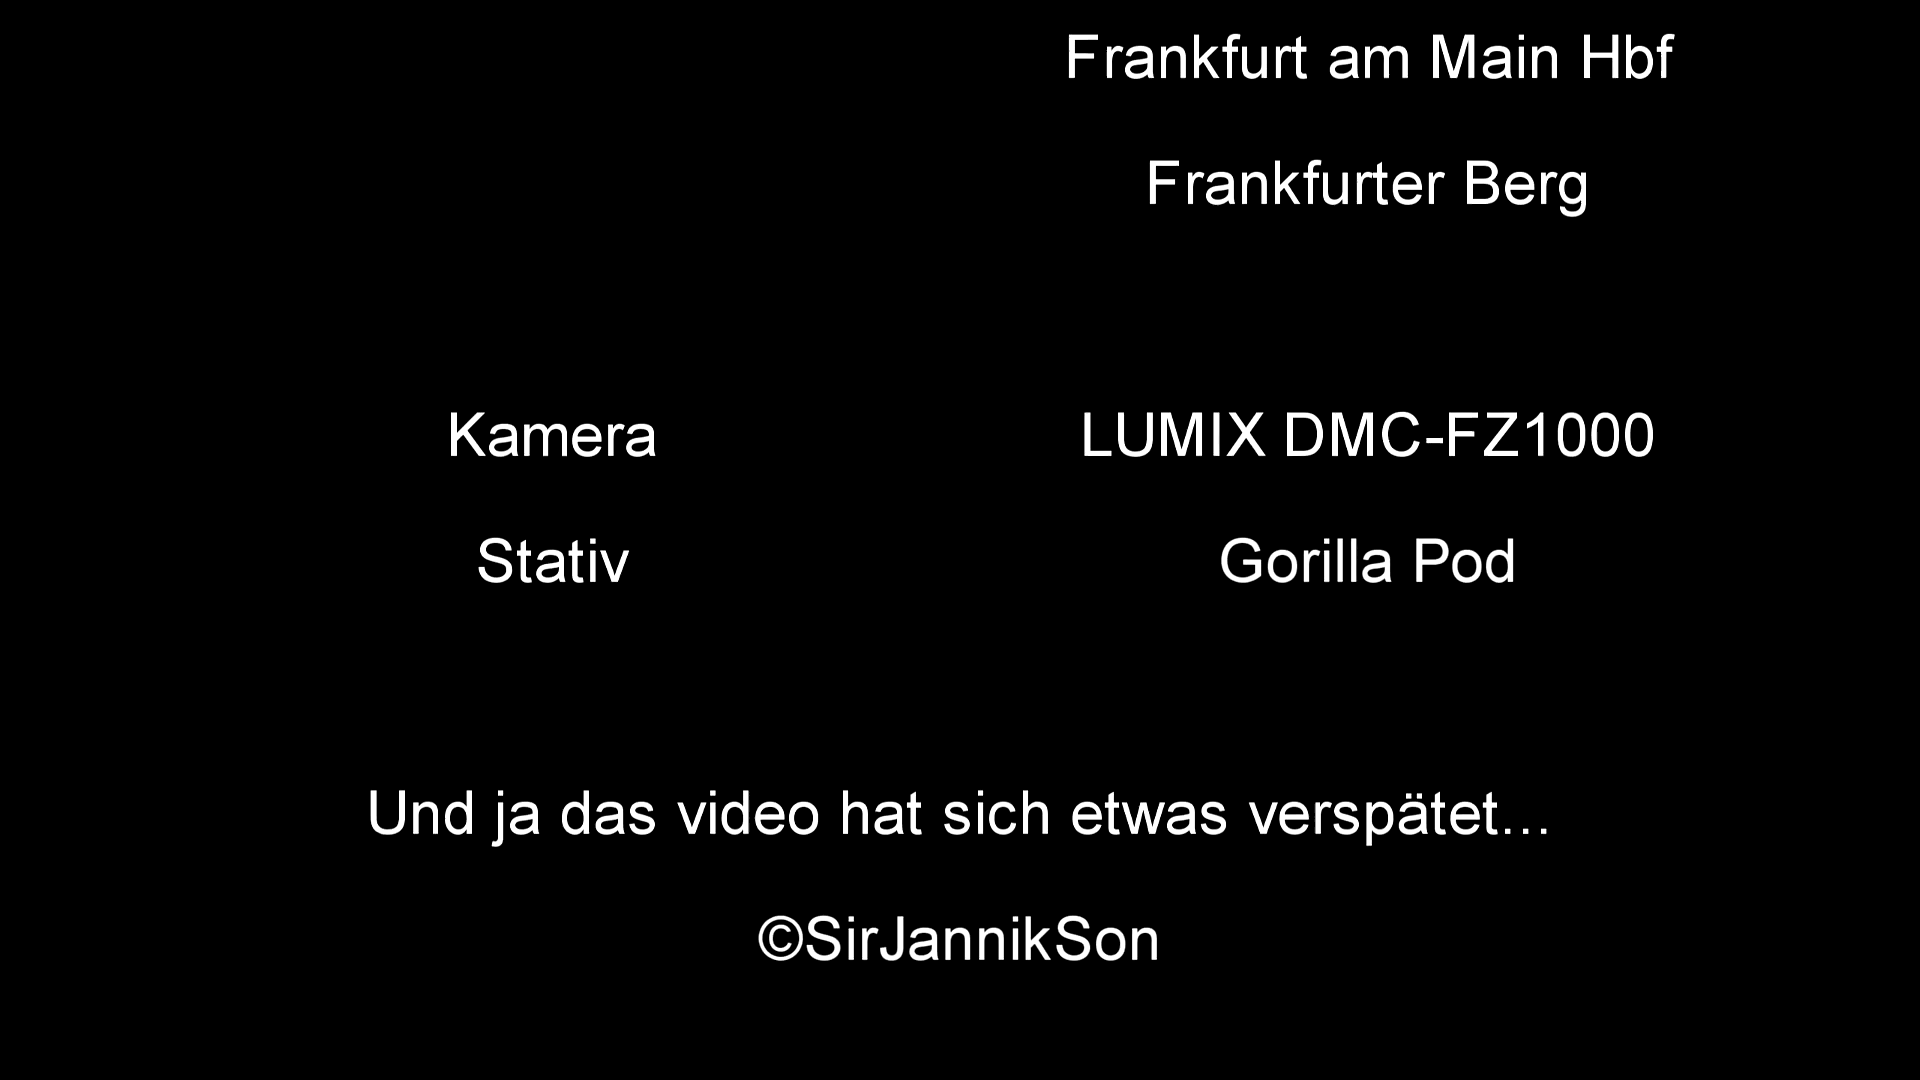 Frankfurt am Main Hbf
Frankfurter Berg
Kamera LUMIX DMC-FZ1000
Stativ Gorilla Pod
Und ja das video hat sich etwas verspätet...
©SirJannikSon